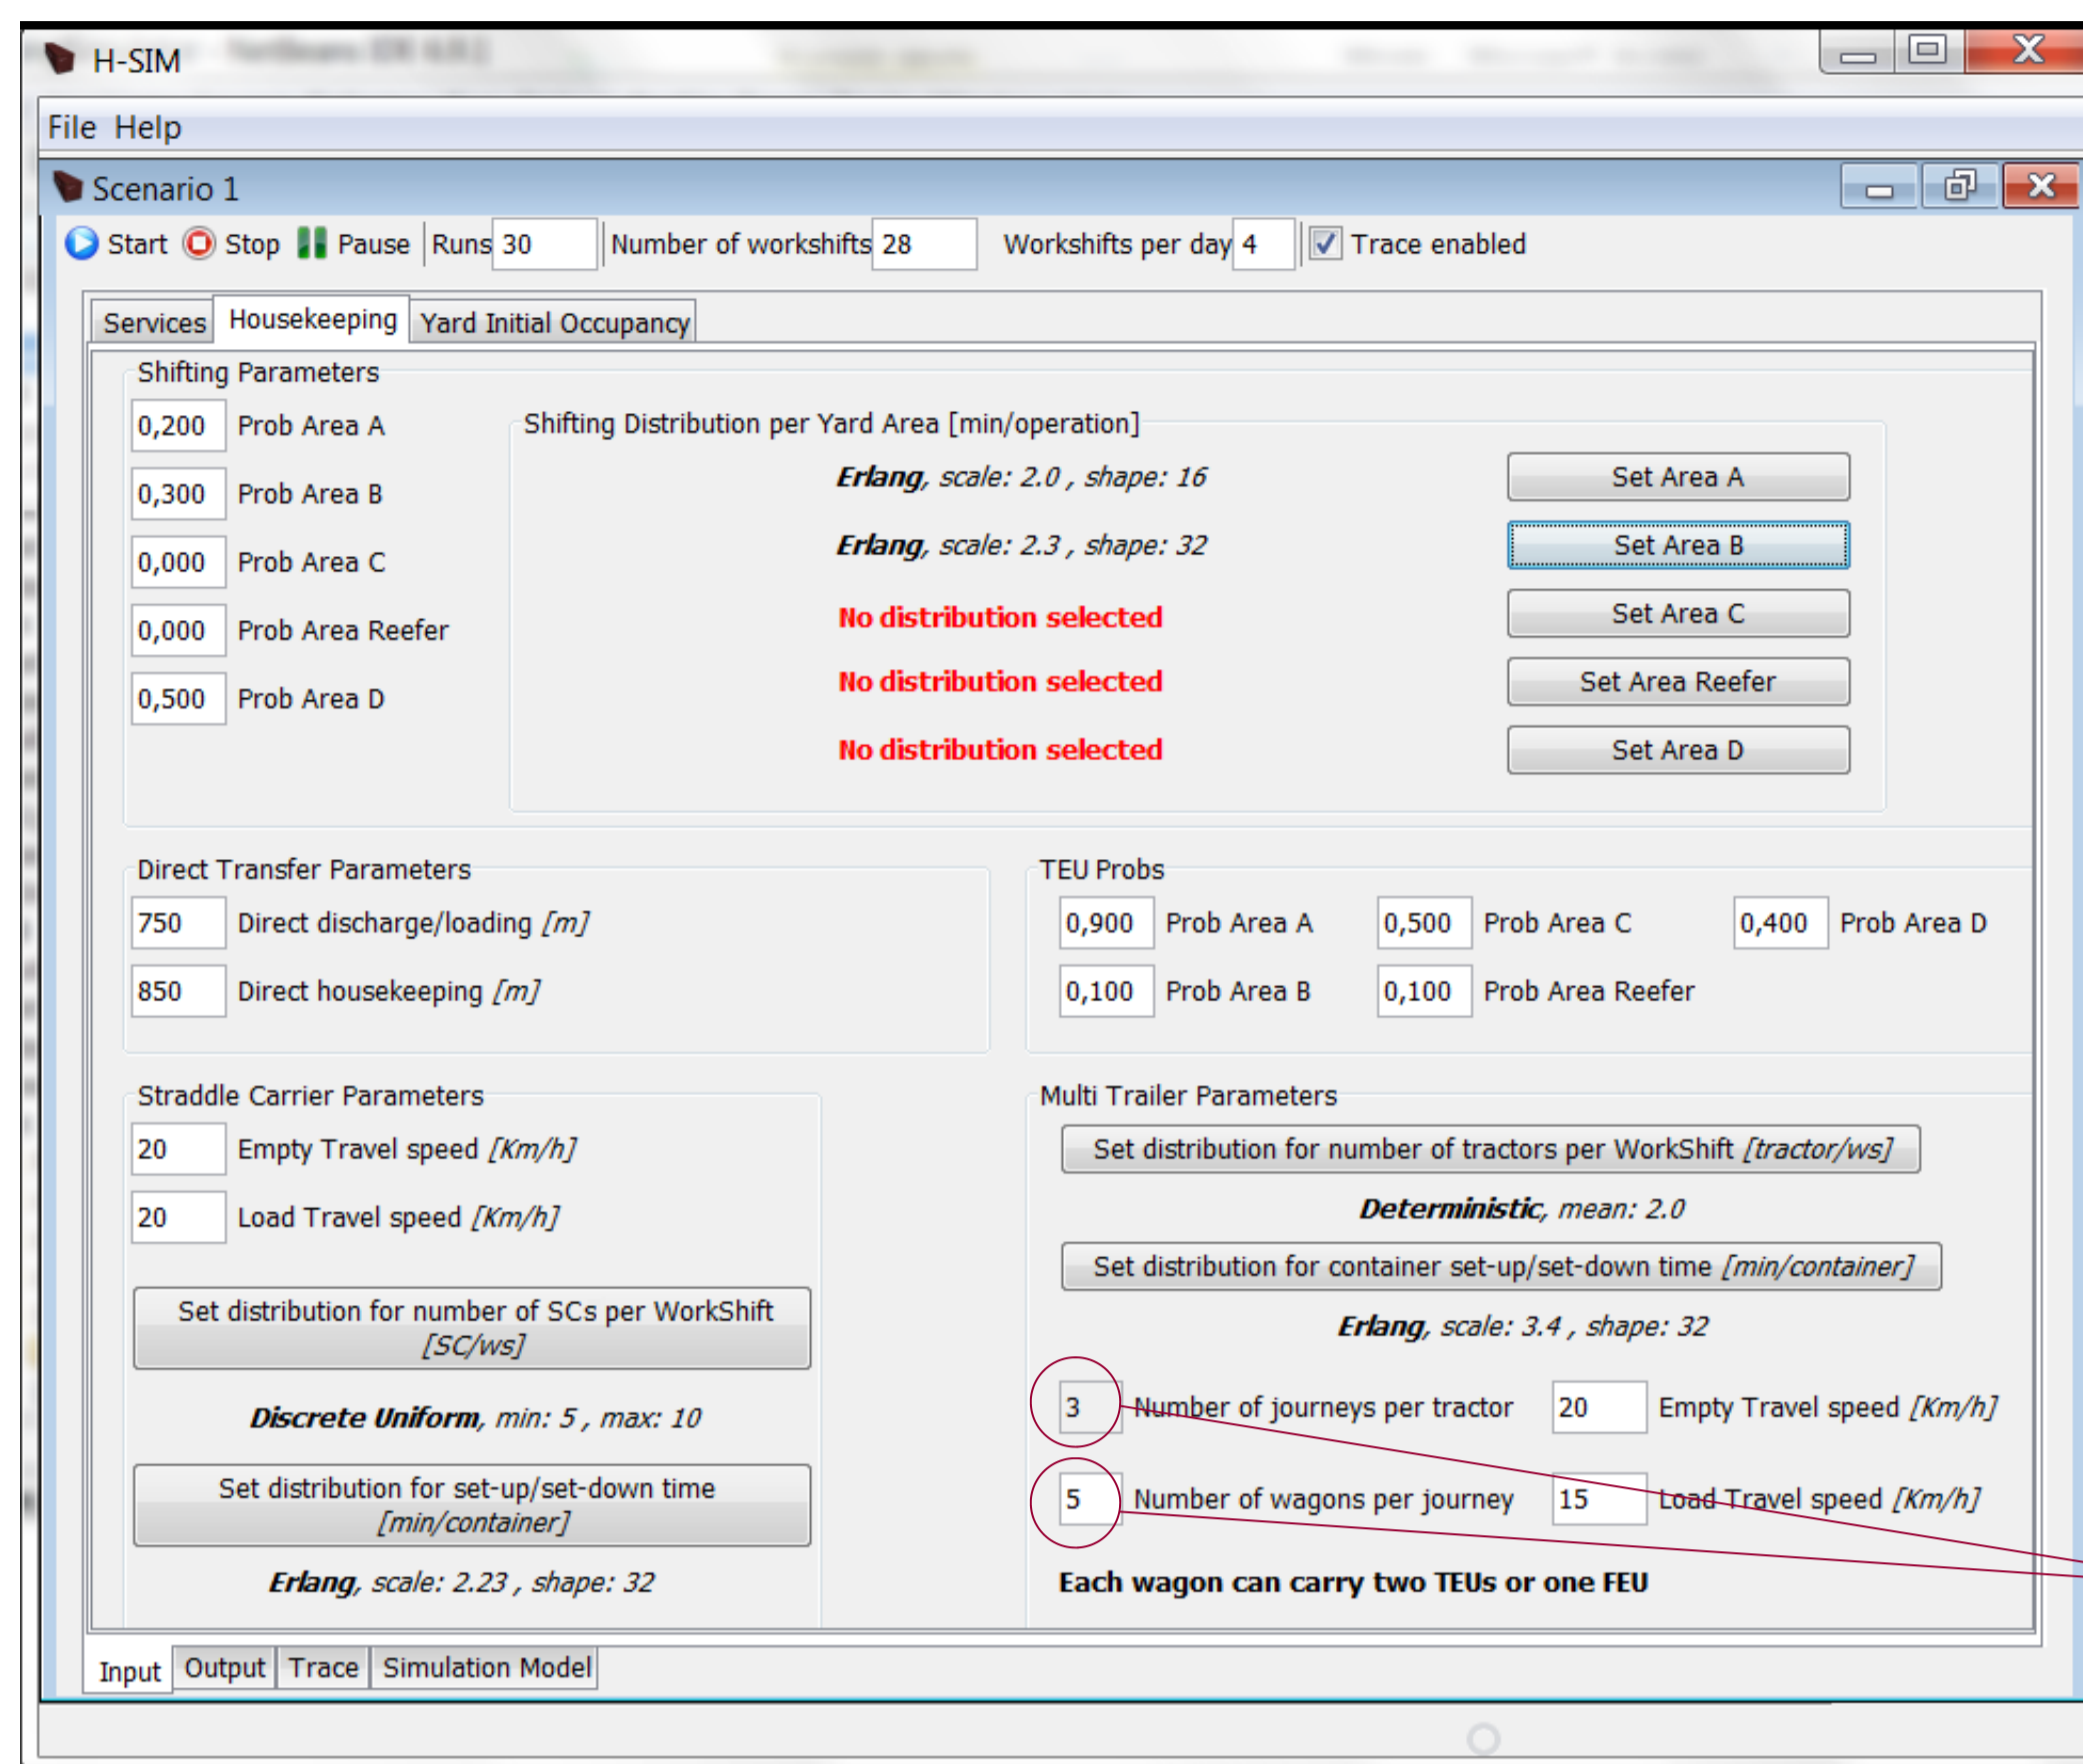 H-SIM
File Help
Scenario 1
Start Stop Pause Runs 30 Number of workshifts 28 Workshifts per day 4 Trace enabled
Services Housekeeping Yard Initial Occupancy
Shifting Parameters
0,200 Prob Area A
0,300 Prob Area B
0,000 Prob Area C
0,000 Prob Area Reefer
0,500 Prob Area D
Shifting Distribution per Yard Area [min/operation]
Erlang, scale: 2.0 , shape: 16 Set Area A
Erlang, scale: 2.3 , shape: 32 Set Area B
No distribution selected Set Area C
No distribution selected Set Area Reefer
No distribution selected Set Area D
Direct Transfer Parameters
750 Direct discharge/loading [m]
850 Direct housekeeping [m]
TEU Probs
0,900 Prob Area A 0,500 Prob Area C 0,400 Prob Area D
0,100 Prob Area B 0,100 Prob Area Reefer
Straddle Carrier Parameters
20 Empty Travel speed [Km/h]
20 Load Travel speed [Km/h]
Set distribution for number of SCs per WorkShift
[SC/ws]
Discrete Uniform, min: 5 , max: 10
Set distribution for set-up/set-down time
[min/container]
Erlang, scale: 2.23 , shape: 32
Multi Trailer Parameters
Set distribution for number of tractors per WorkShift [tractor/ws]
Deterministic, mean: 2.0
Set distribution for container set-up/set-down time [min/container]
Erlang, scale: 3.4 , shape: 32
3 Number of journeys per tractor 20 Empty Travel speed [Km/h]
5 Number of wagons per journey 15 Load Travel speed [Km/h]
Each wagon can carry two TEUs or one FEU
Input Output Trace Simulation Model